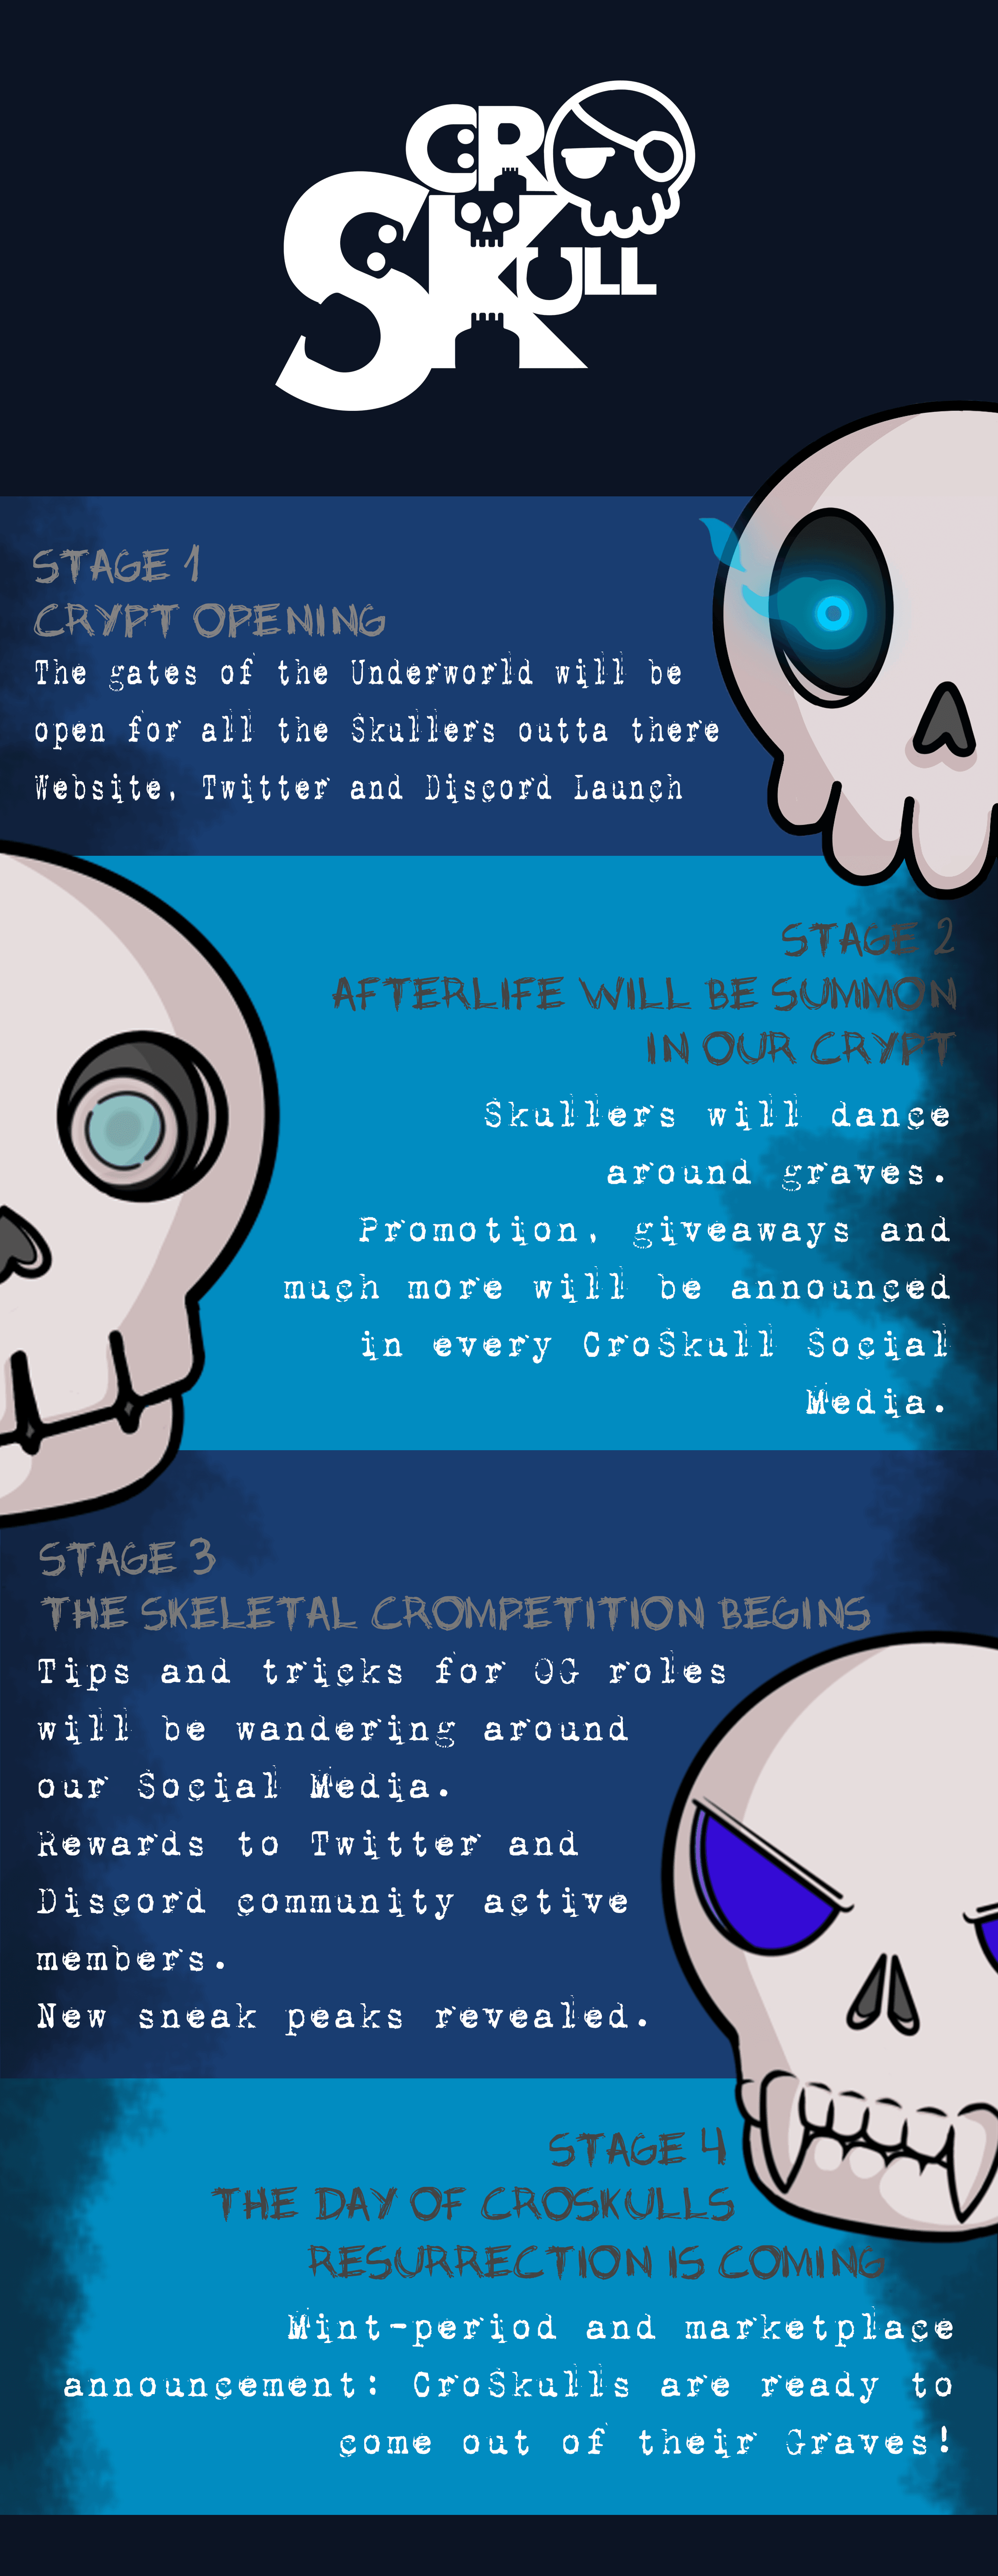 CRO
SKULL
STAGE 1
CRYPT OPENING
The gates of the Underworld will be
open for all the Skullers outta there
Website, Twitter and Discord Launch
STAGE 2
AFTERLIFE WILL BE SUMMON
IN OUR CRYPT
Skullers will dance
around graves.
Promotion, giveaways and
much more will be announced
in every CroSkull Social
Media.
STAGE 3
THE SKELETAL CROMPETITION BEGINS
Tips and tricks for OG roles
will be wandering around
our Social Media.
Rewards to Twitter and
Discord community active
members.
New sneak peaks revealed.
STAGE 4
THE DAY OF CROSKULLS
RESURRECTION IS COMING
Mint-period and marketplace
announcement: CroSkulls are ready to
come out of their Graves!